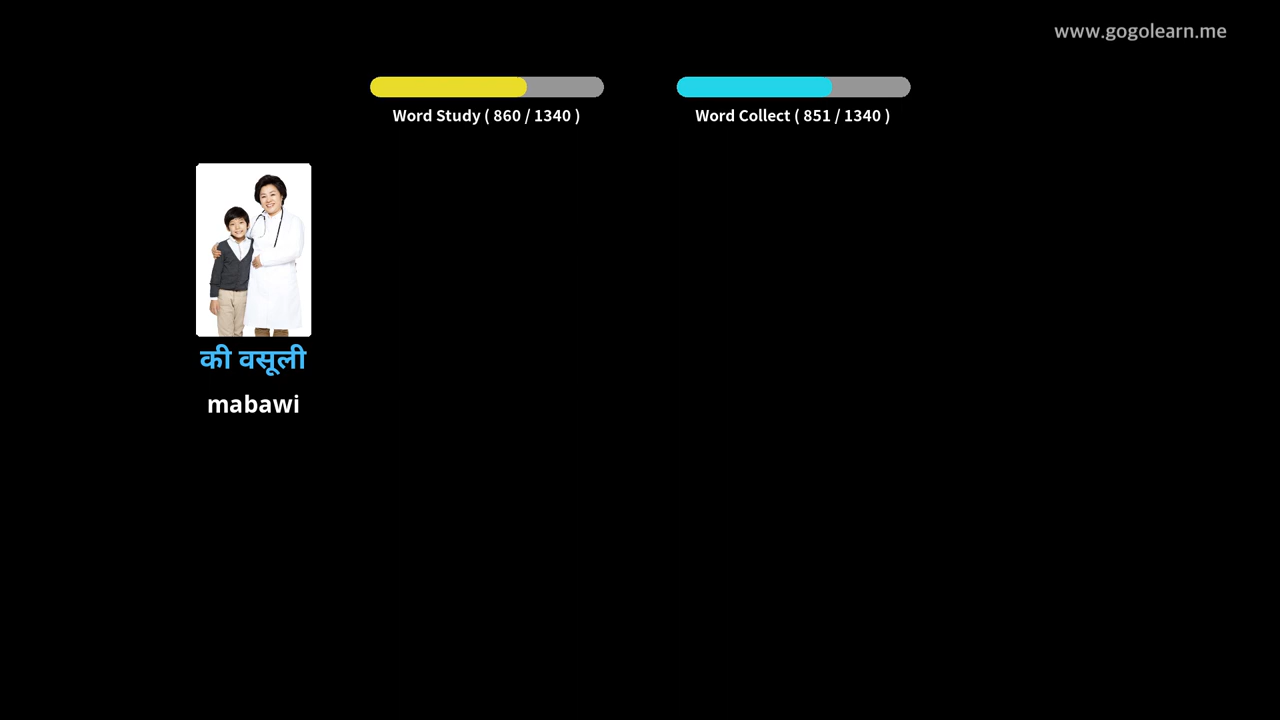 www.gogolearn.me
Word Study ( 860 / 1340 )
Word Collect ( 851 / 1340 )
की वसूली
mabawi